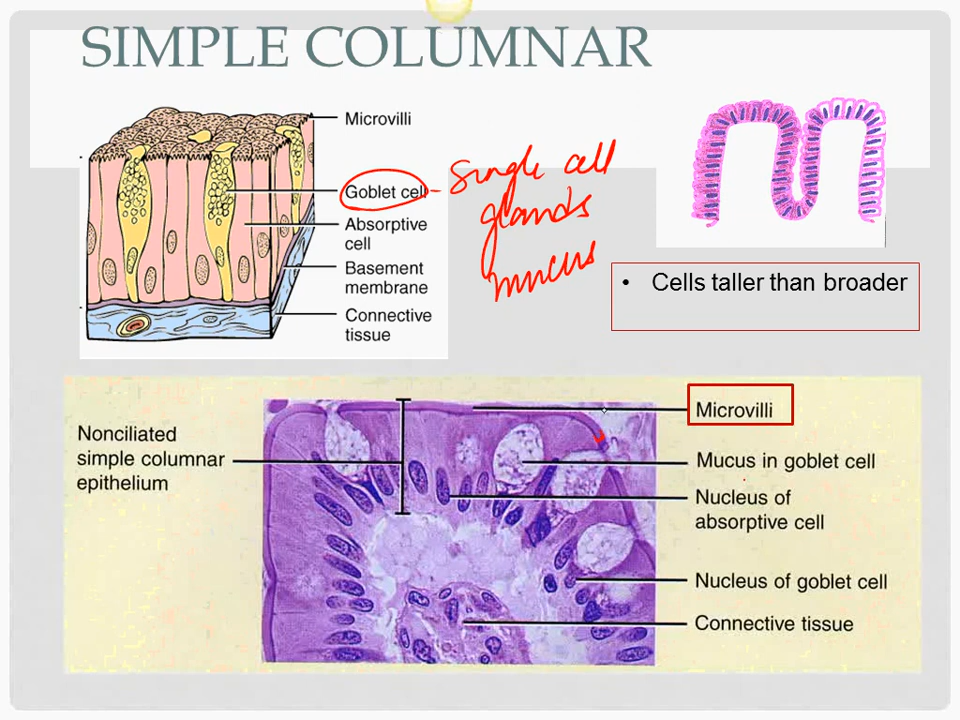 SIMPLE COLUMNAR
Microvilli
Goblet cell - Single cell
glands
mucus
Absorptive
cell
Basement
membrane
Connective
tissue
• Cells taller than broader
Nonciliated
simple columnar
epithelium
Microvilli
Mucus in goblet cell
Nucleus of
absorptive cell
Nucleus of goblet cell
Connective tissue